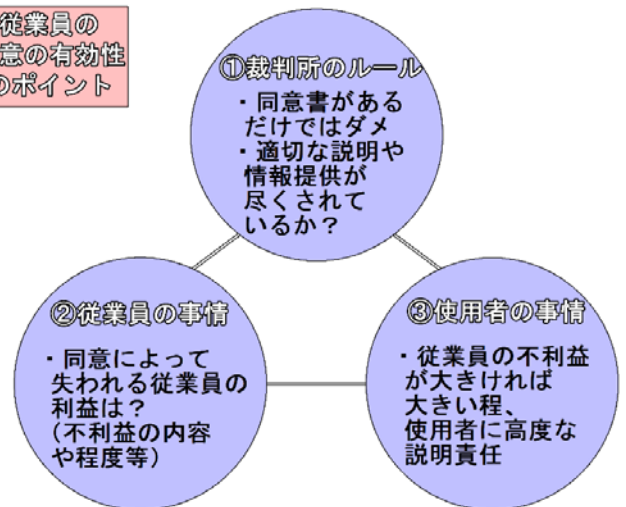 従業員の
意の有効性
のポイント
①裁判所のルール
・同意書がある
だけではダメ
・適切な説明や
情報提供が
尽くされて
いるか？
②従業員の事情
・同意によって
失われる従業員の
利益は？
（不利益の内容
や程度等）
③使用者の事情
・従業員の不利益
が大きければ
大きい程、
使用者に高度な
説明責任